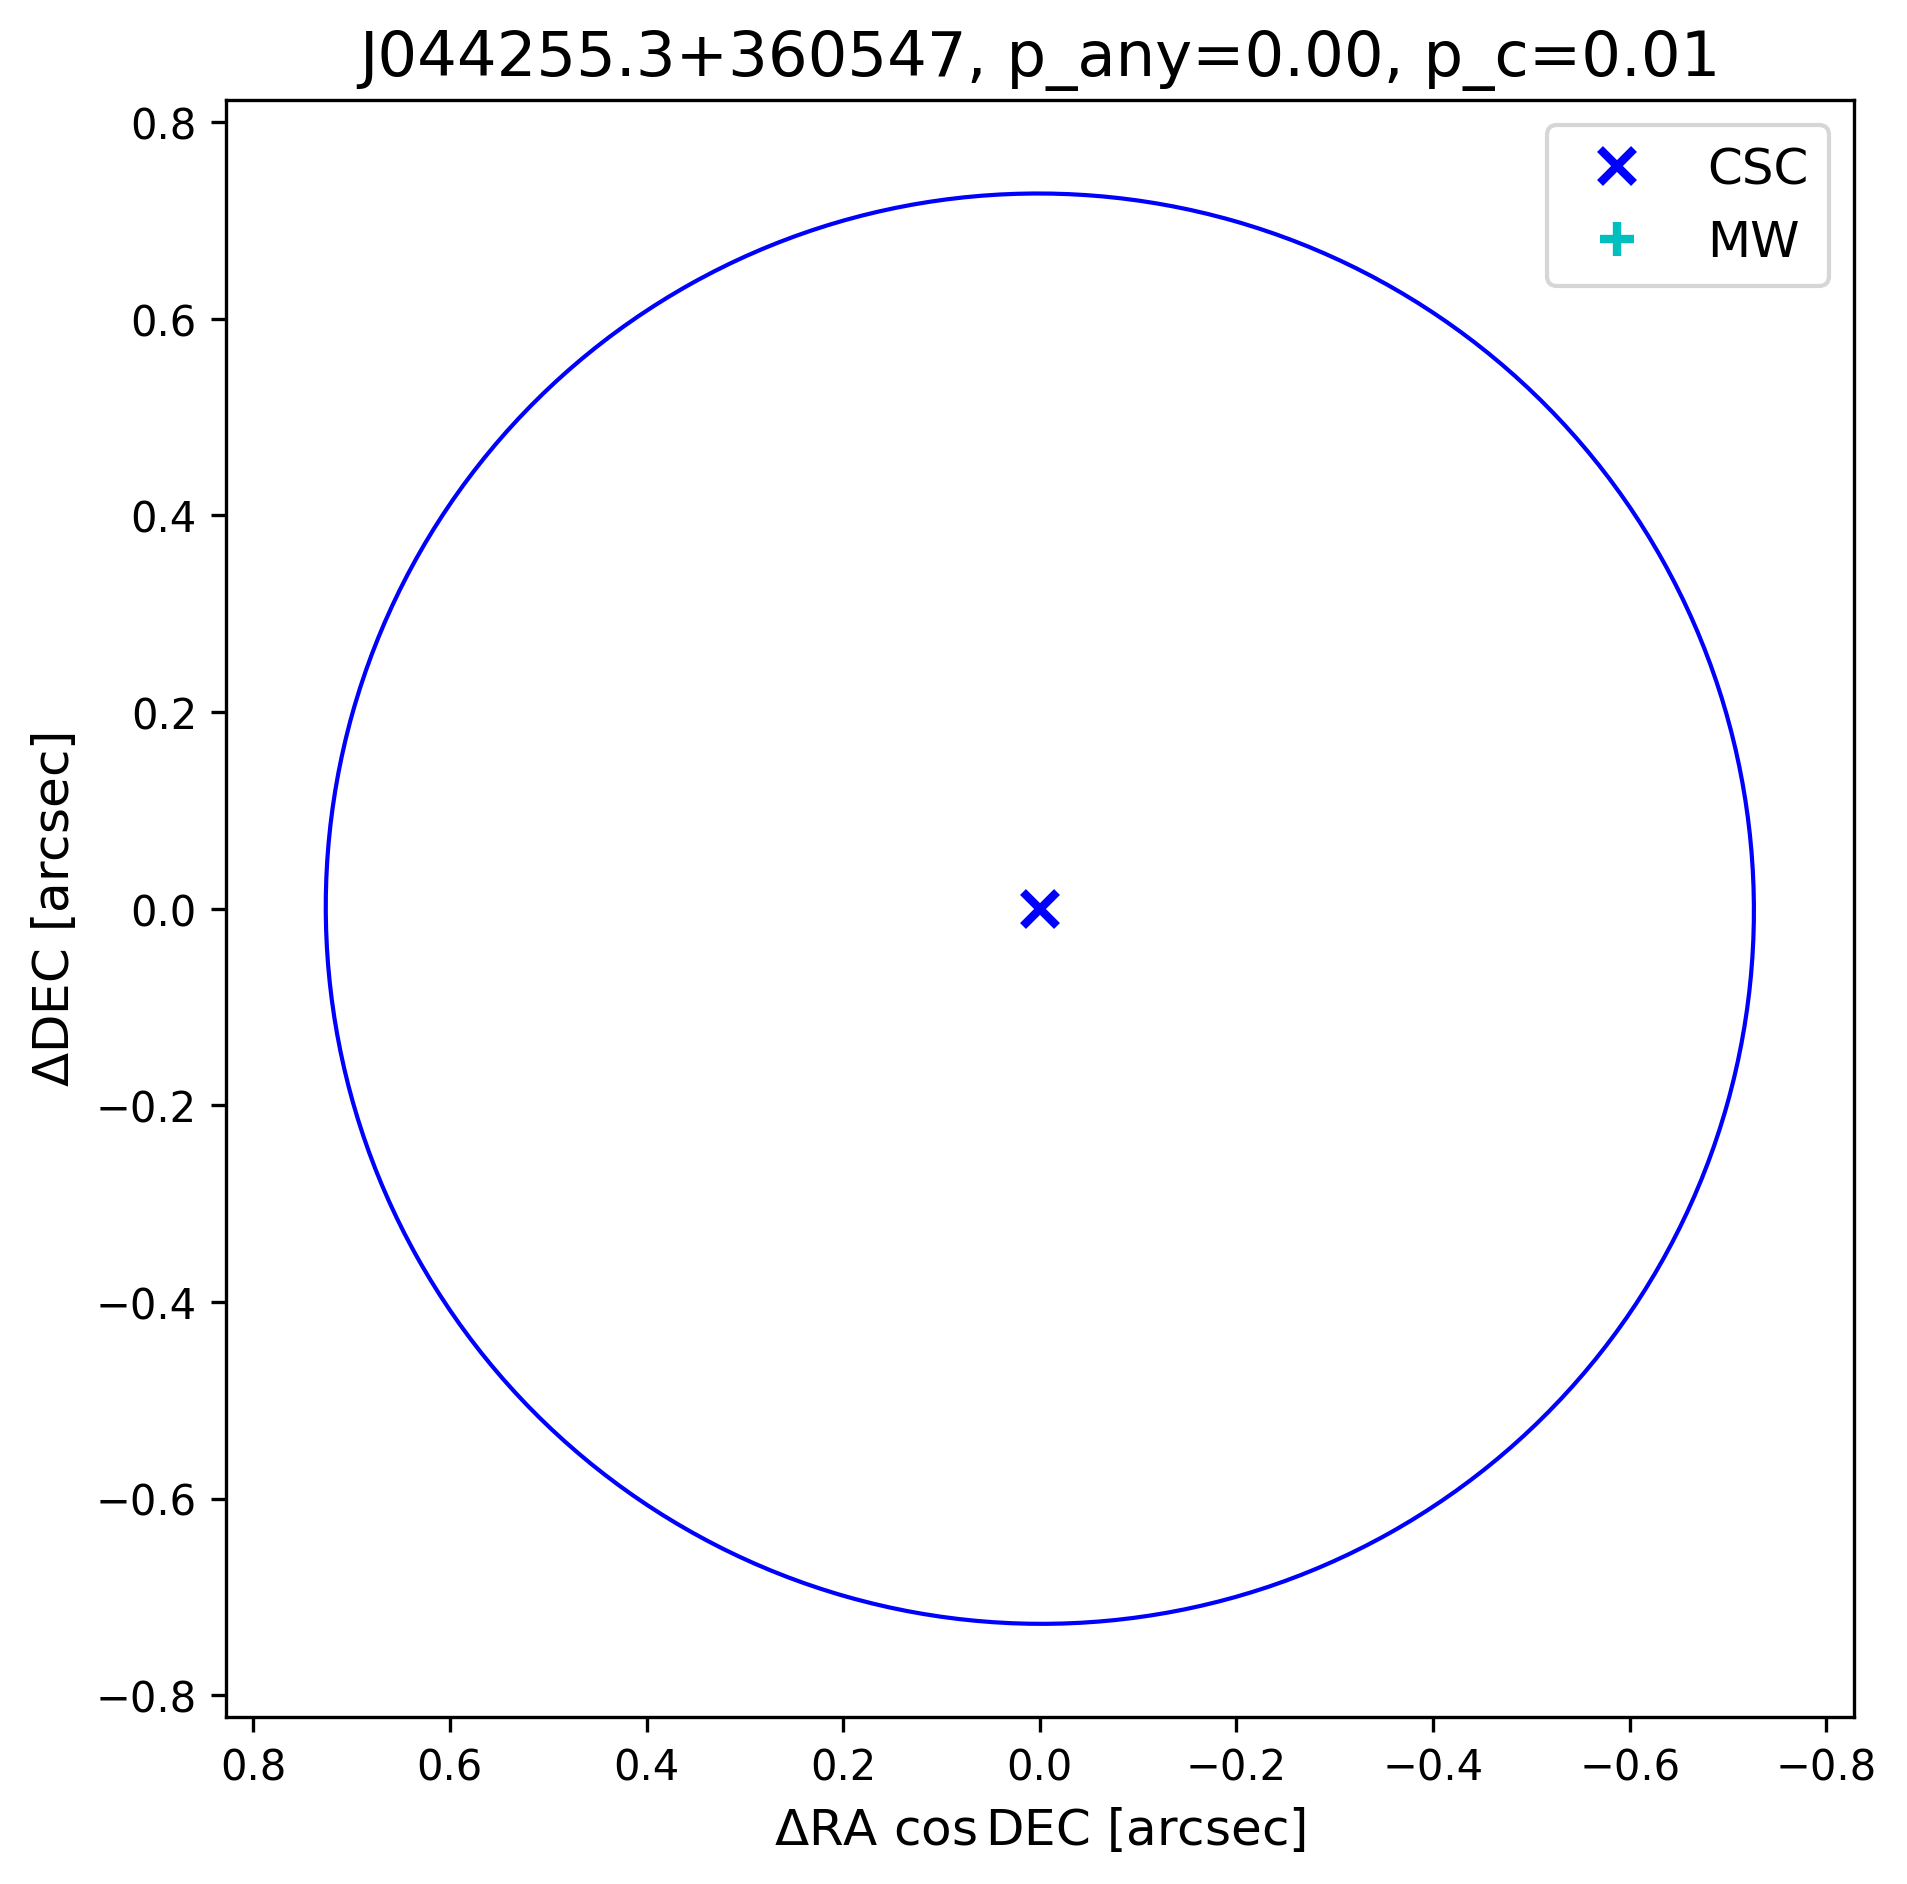 J044255.3+360547, p_any=0.00, p_c=0.01
CSC
MW
0.8
0.6
0.4
0.2
0.0
−0.2
−0.4
−0.6
−0.8
ΔDEC [arcsec]
0.8 0.6 0.4 0.2 0.0 −0.2 −0.4 −0.6 −0.8
ΔRA cos DEC [arcsec]